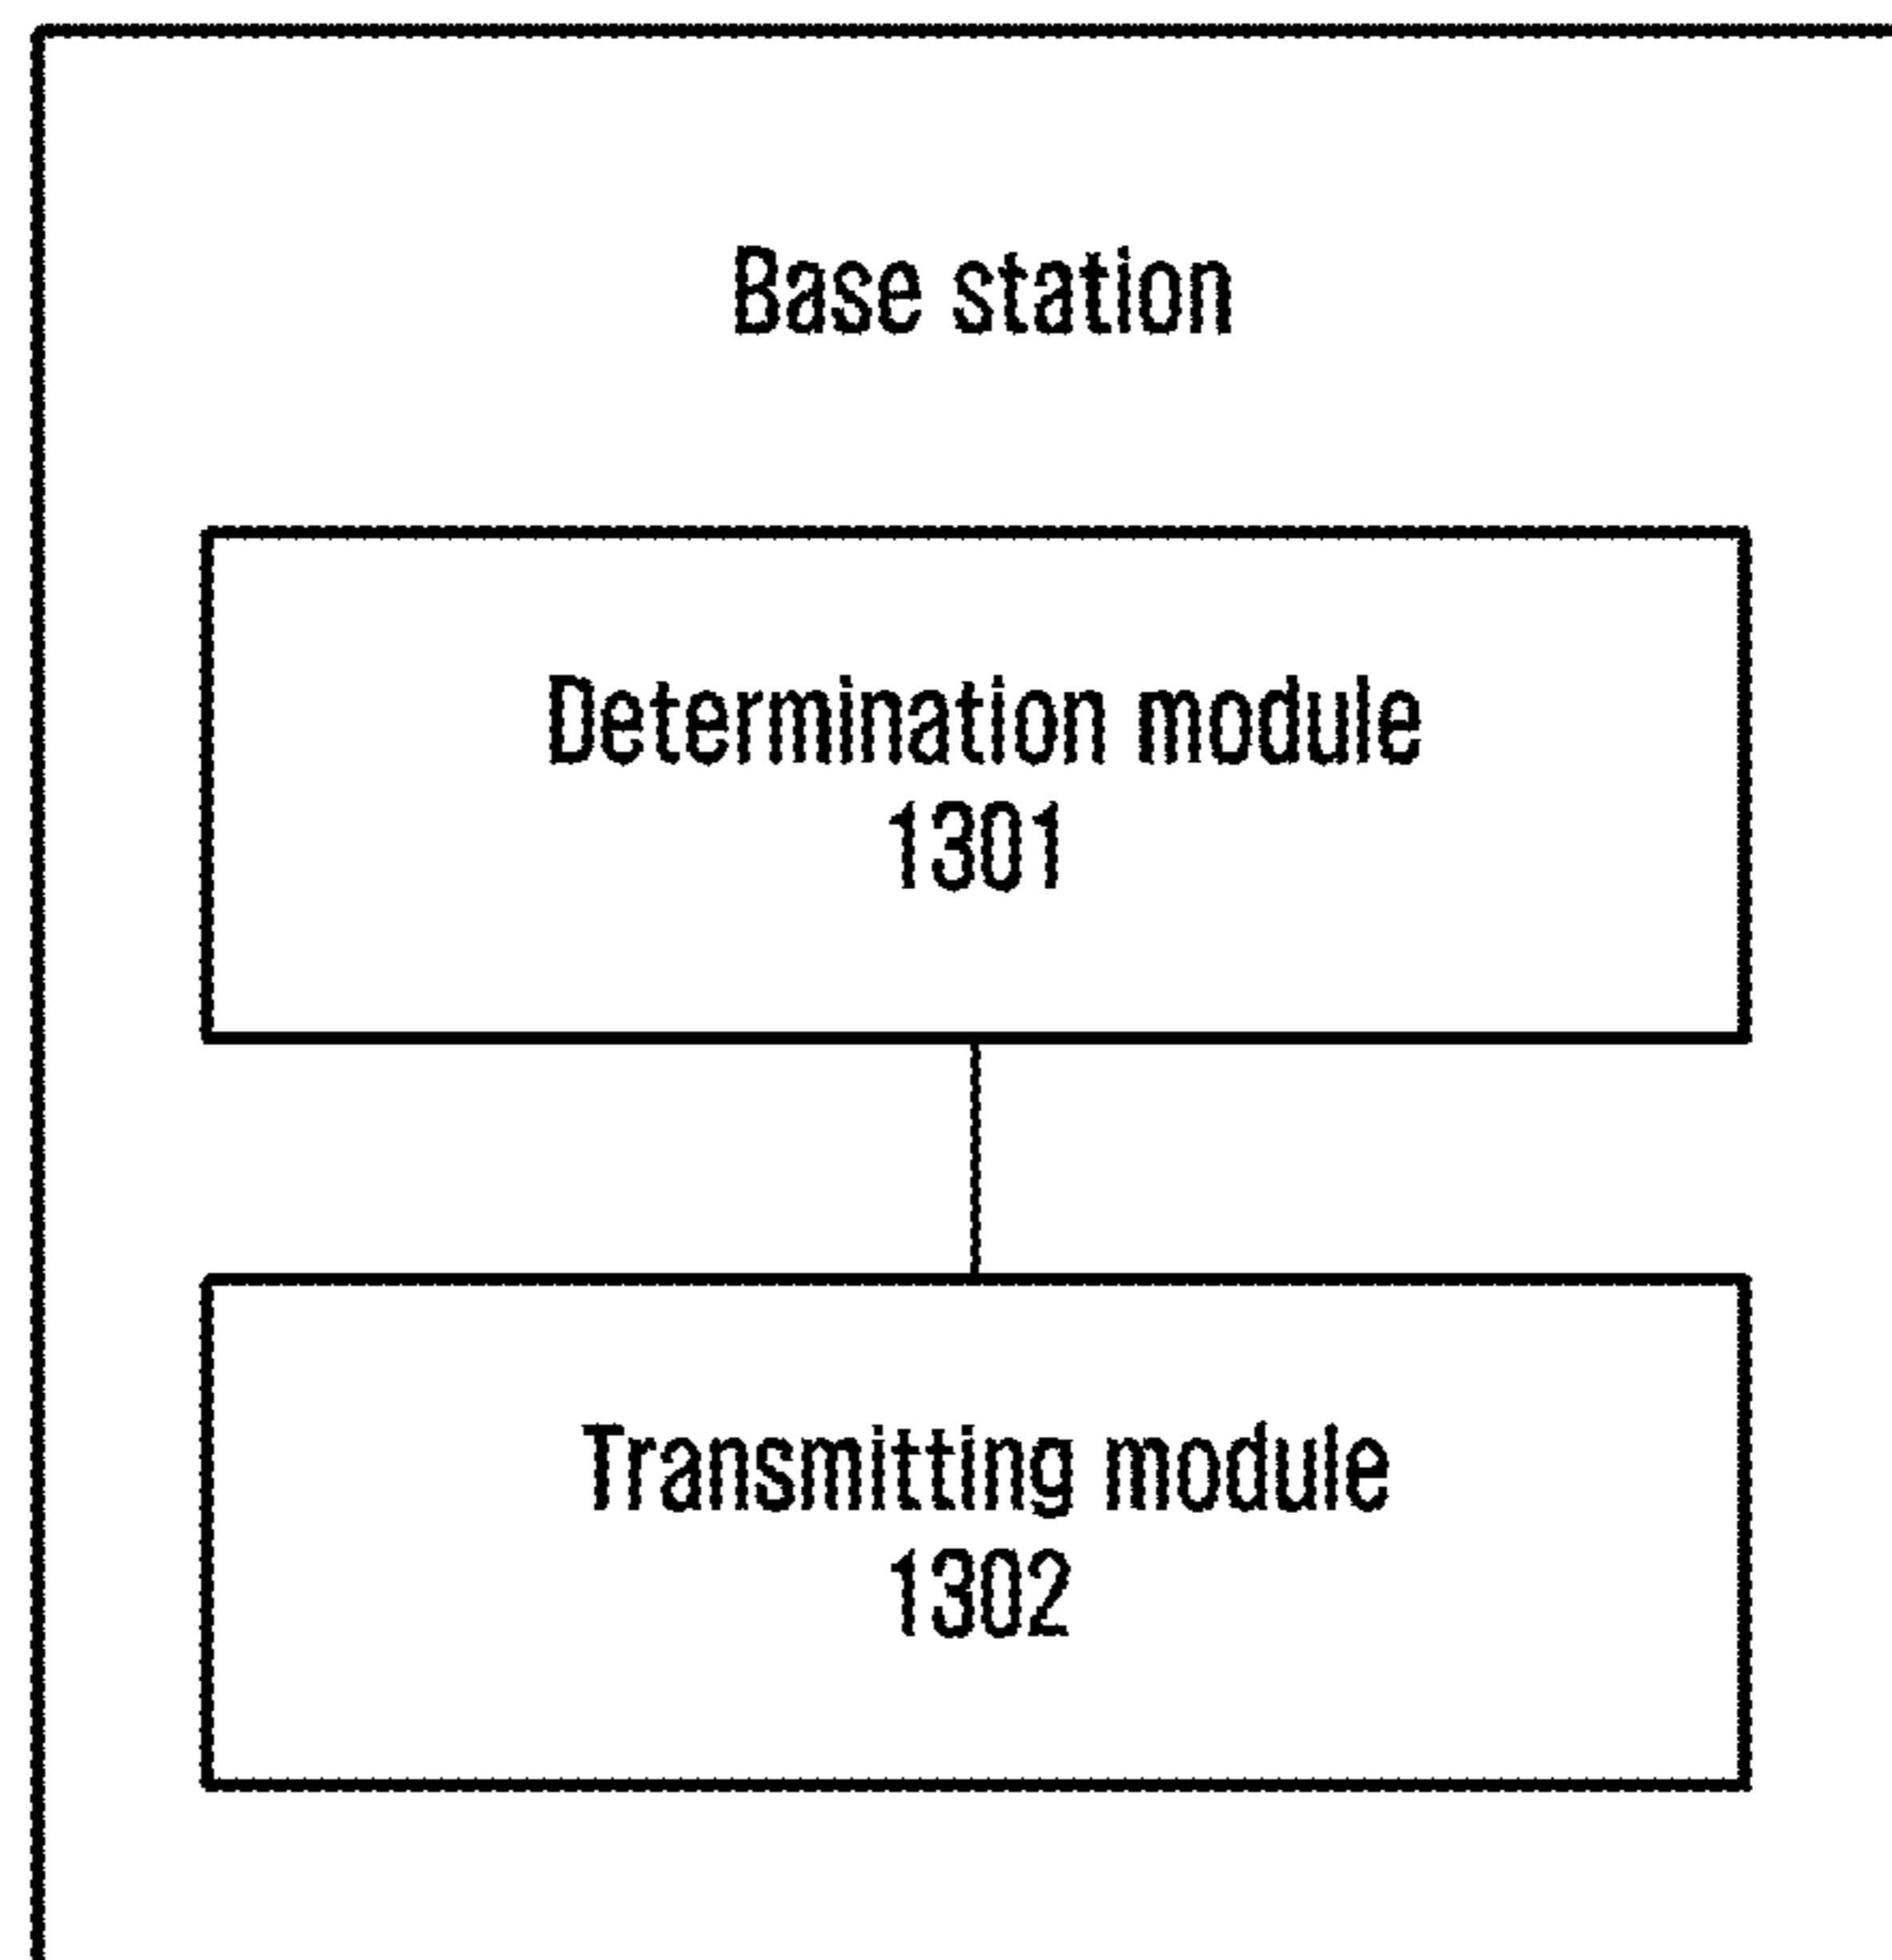 Base station
Determination module
1301
Transmitting module
1302